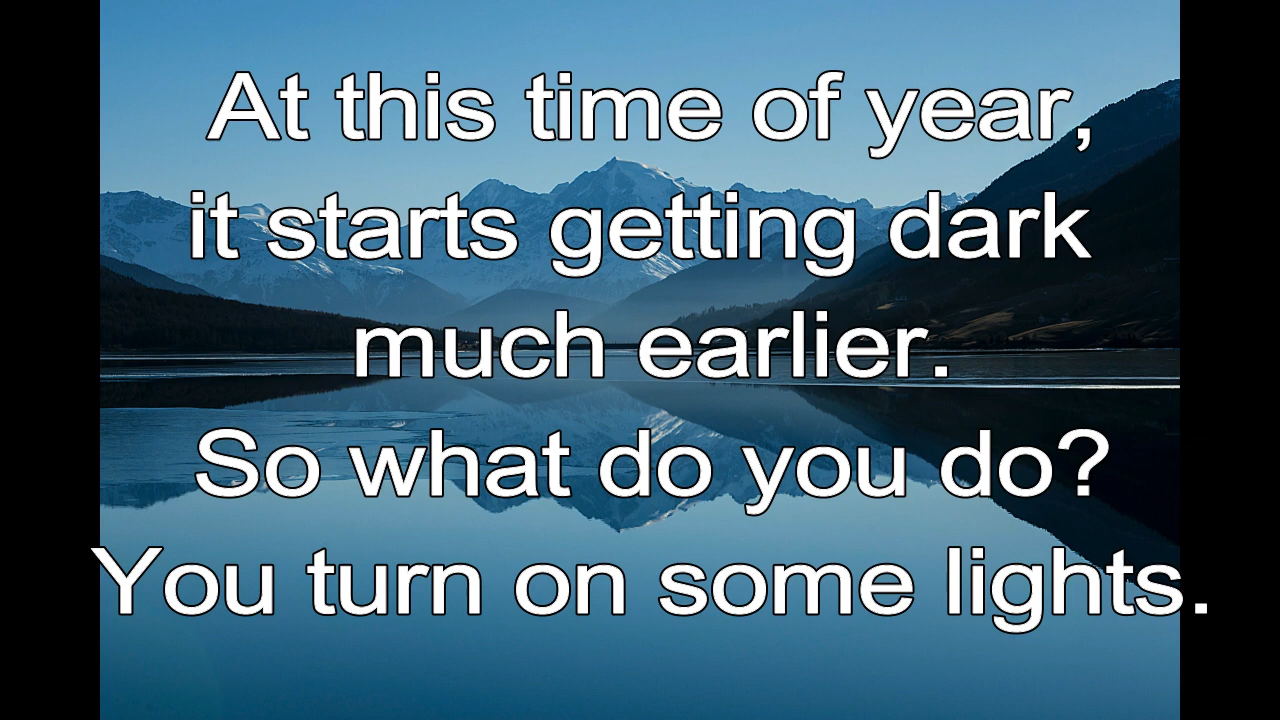 At this time of year,
it starts getting dark
much earlier.
So what do you do?
You turn on some lights.